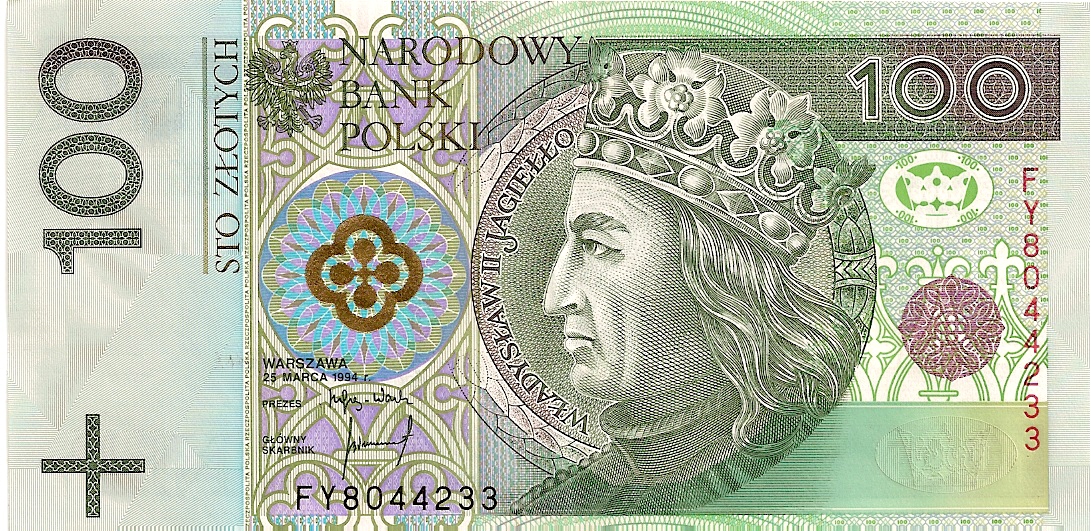 100
STO ZŁOTYCH
NARODOWY
BANK
POLSKI
100
WŁADYSŁAW II JAGIEŁŁO
FY8044233
WARSZAWA
25 MARCA 1994 r.
PREZES
GŁÓWNY
SKARBNIK
FY8044233